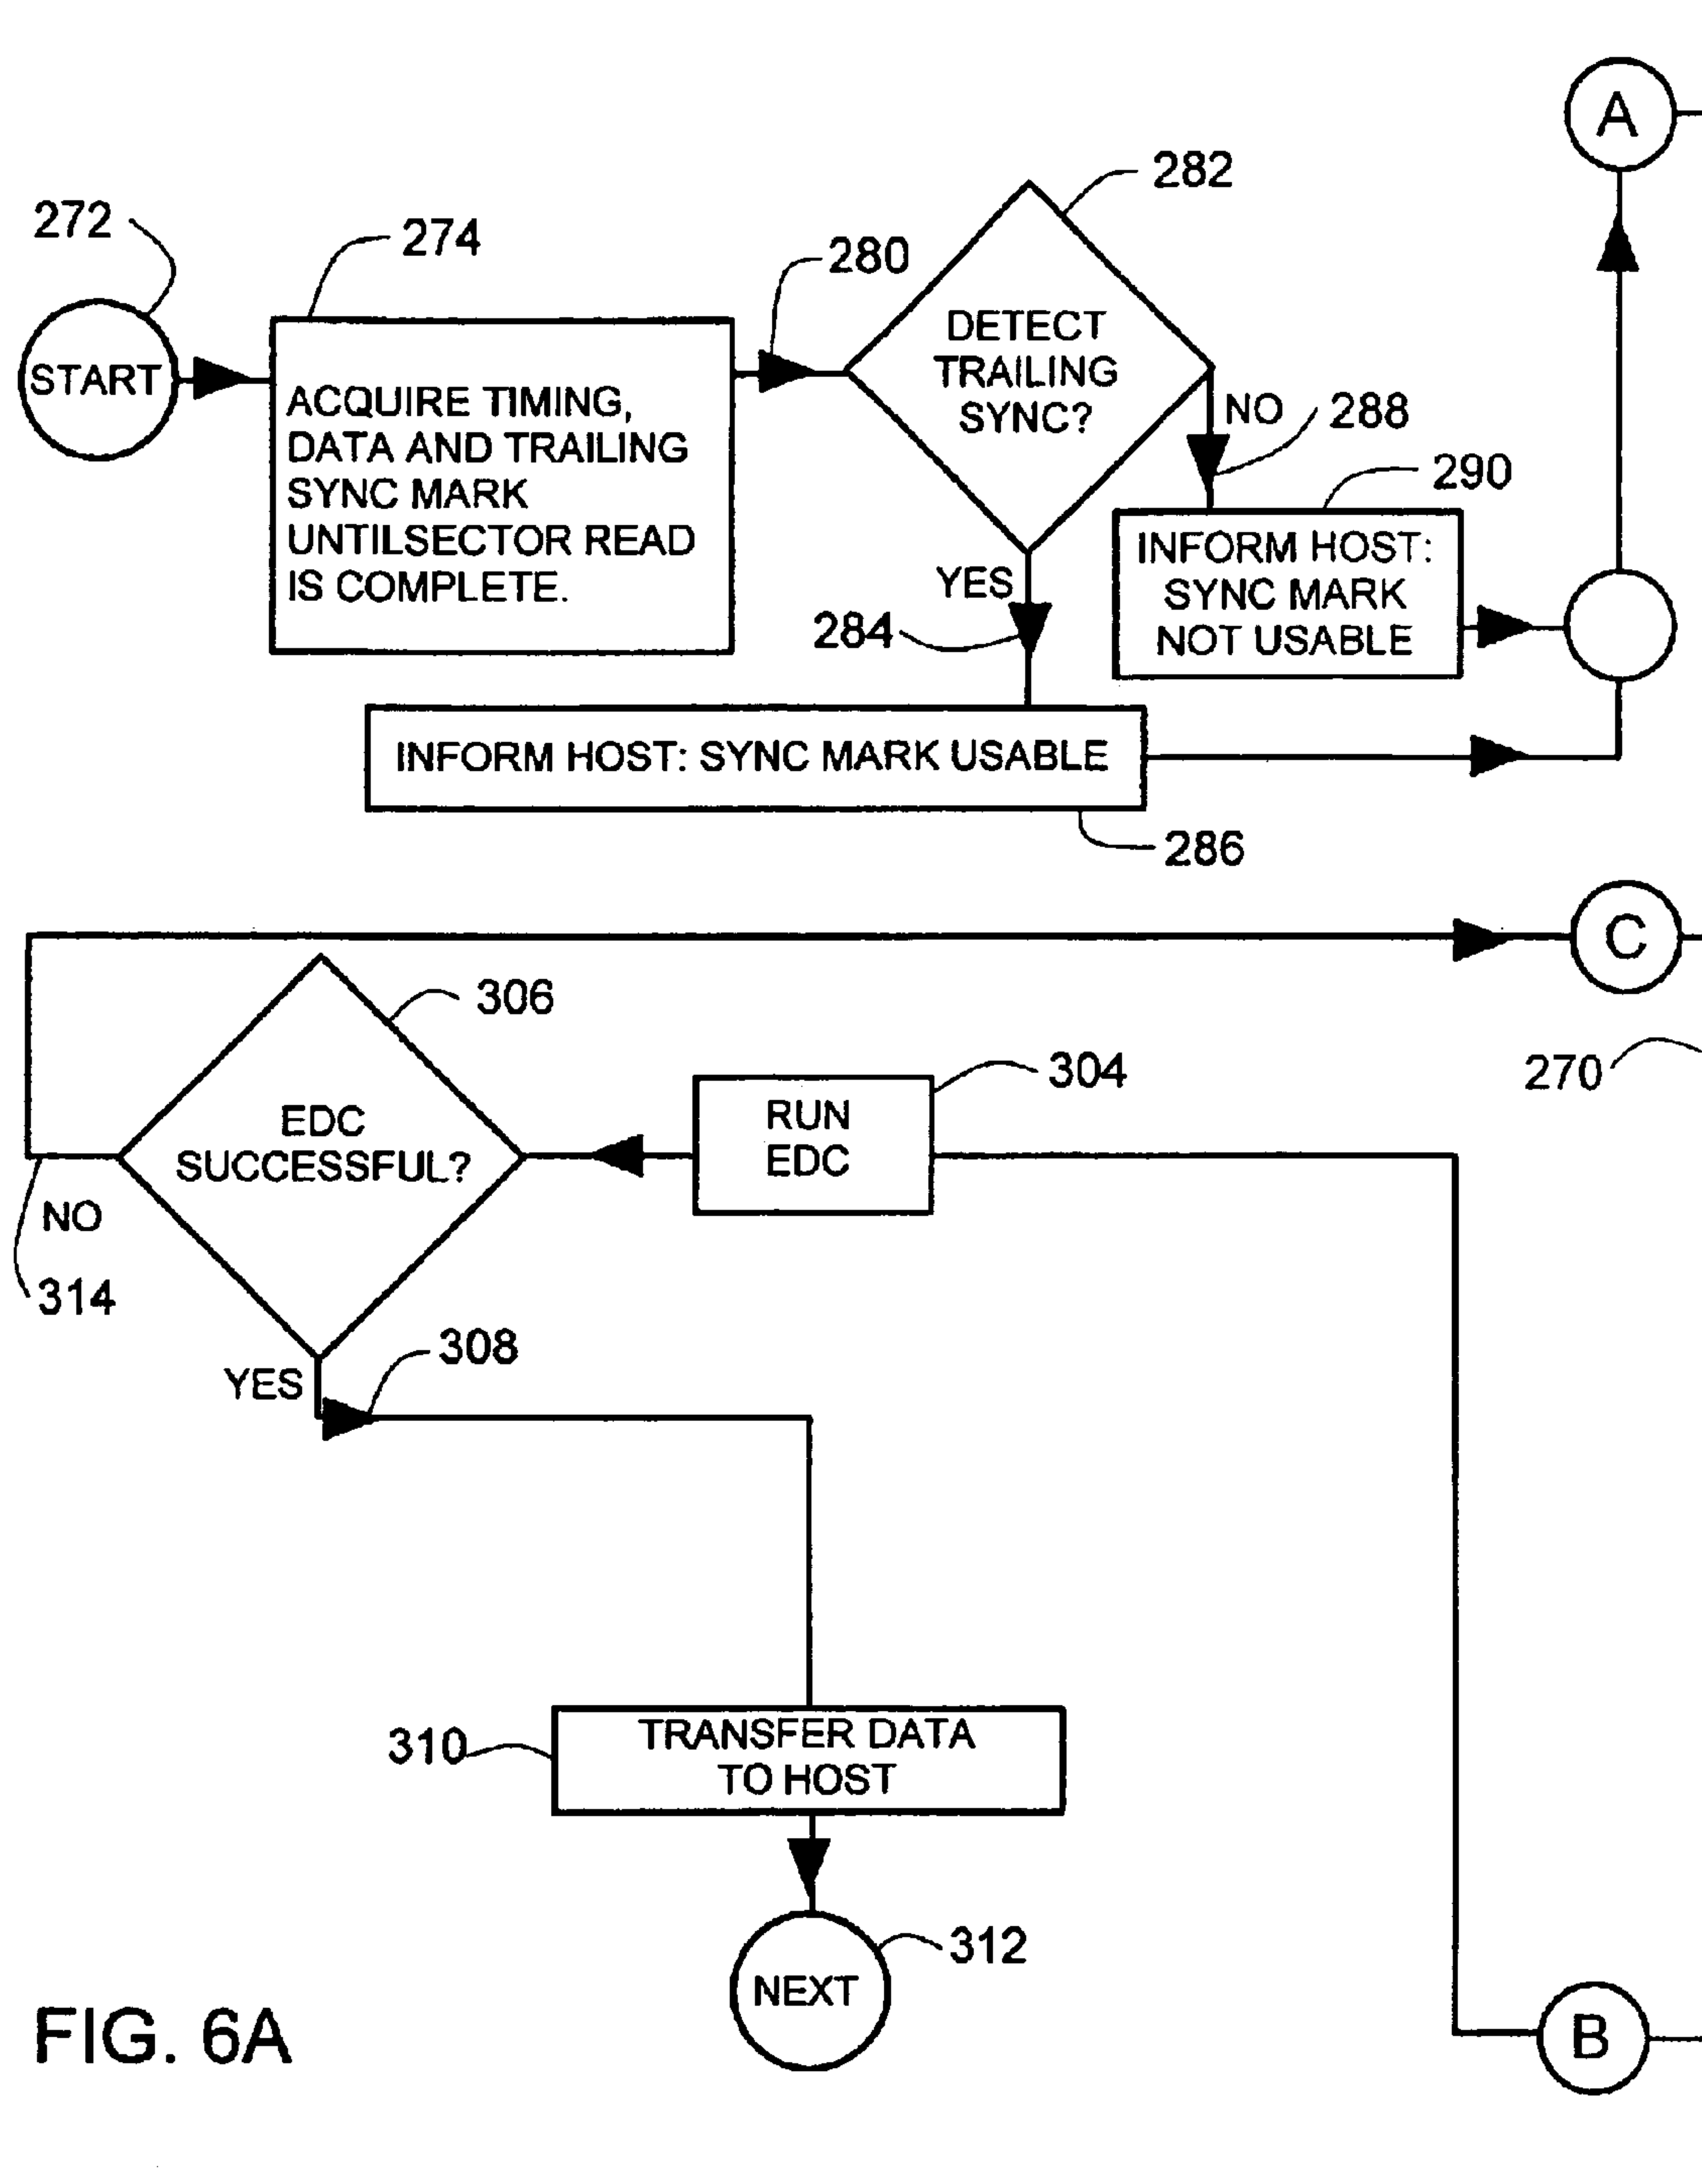 A
282
272
274
280
START
ACQUIRE TIMING,
DATA AND TRAILING
SYNC MARK
UNTILSECTOR READ
IS COMPLETE.
DETECT
TRAILING
SYNC?
NO
288
290
INFORM HOST:
SYNC MARK
NOT USABLE
YES
284
INFORM HOST: SYNC MARK USABLE
286
C
306
270
304
RUN
EDC
EDC
SUCCESSFUL?
NO
314
308
YES
310
TRANSFER DATA
TO HOST
312
NEXT
B
FIG. 6A